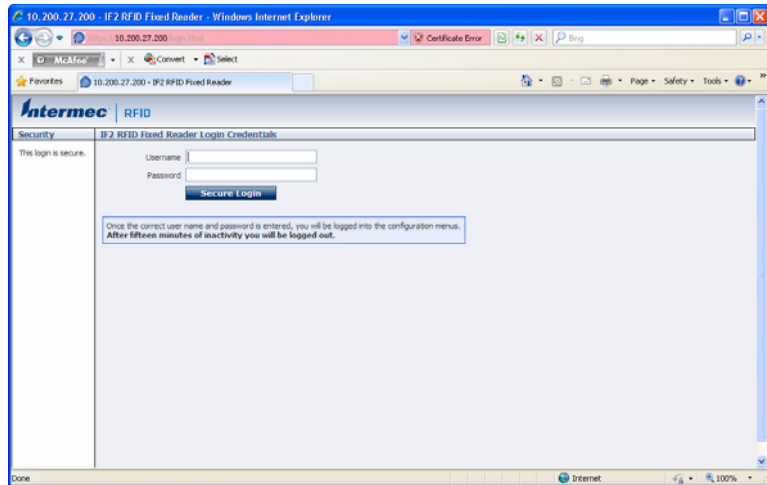 10.200.27.200 - IF2 RFID Fixed Reader - Windows Internet Explorer
https://10.200.27.200/login.html
Certificate Error
Bing
X McAfee X Convert Select
Favorites
10.200.27.200 - IF2 RFID Fixed Reader
Page Safety Tools
Intermec RFID
Security
IF2 RFID Fixed Reader Login Credentials
This login is secure.
Username
Password
Secure Login
Once the correct user name and password is entered, you will be logged into the configuration menus.
After fifteen minutes of inactivity you will be logged out.
Done
Internet
100%